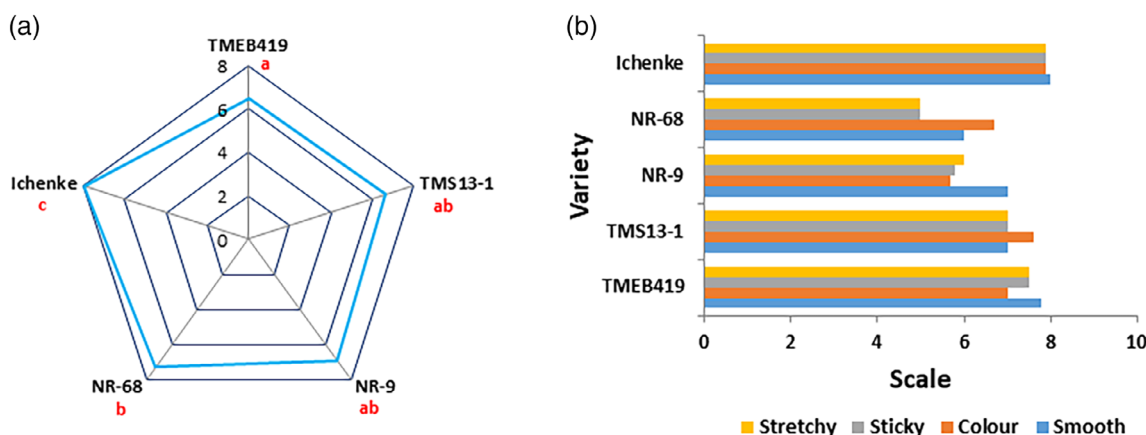 (a)
TMEB419
a
8
6
4
2
0
TMS13-1
ab
NR-9
ab
NR-68
b
Ichenke
c
(b)
Variety
Ichenke
NR-68
NR-9
TMS13-1
TMEB419
0 2 4 6 8 10
Scale
Stretchy Sticky Colour Smooth